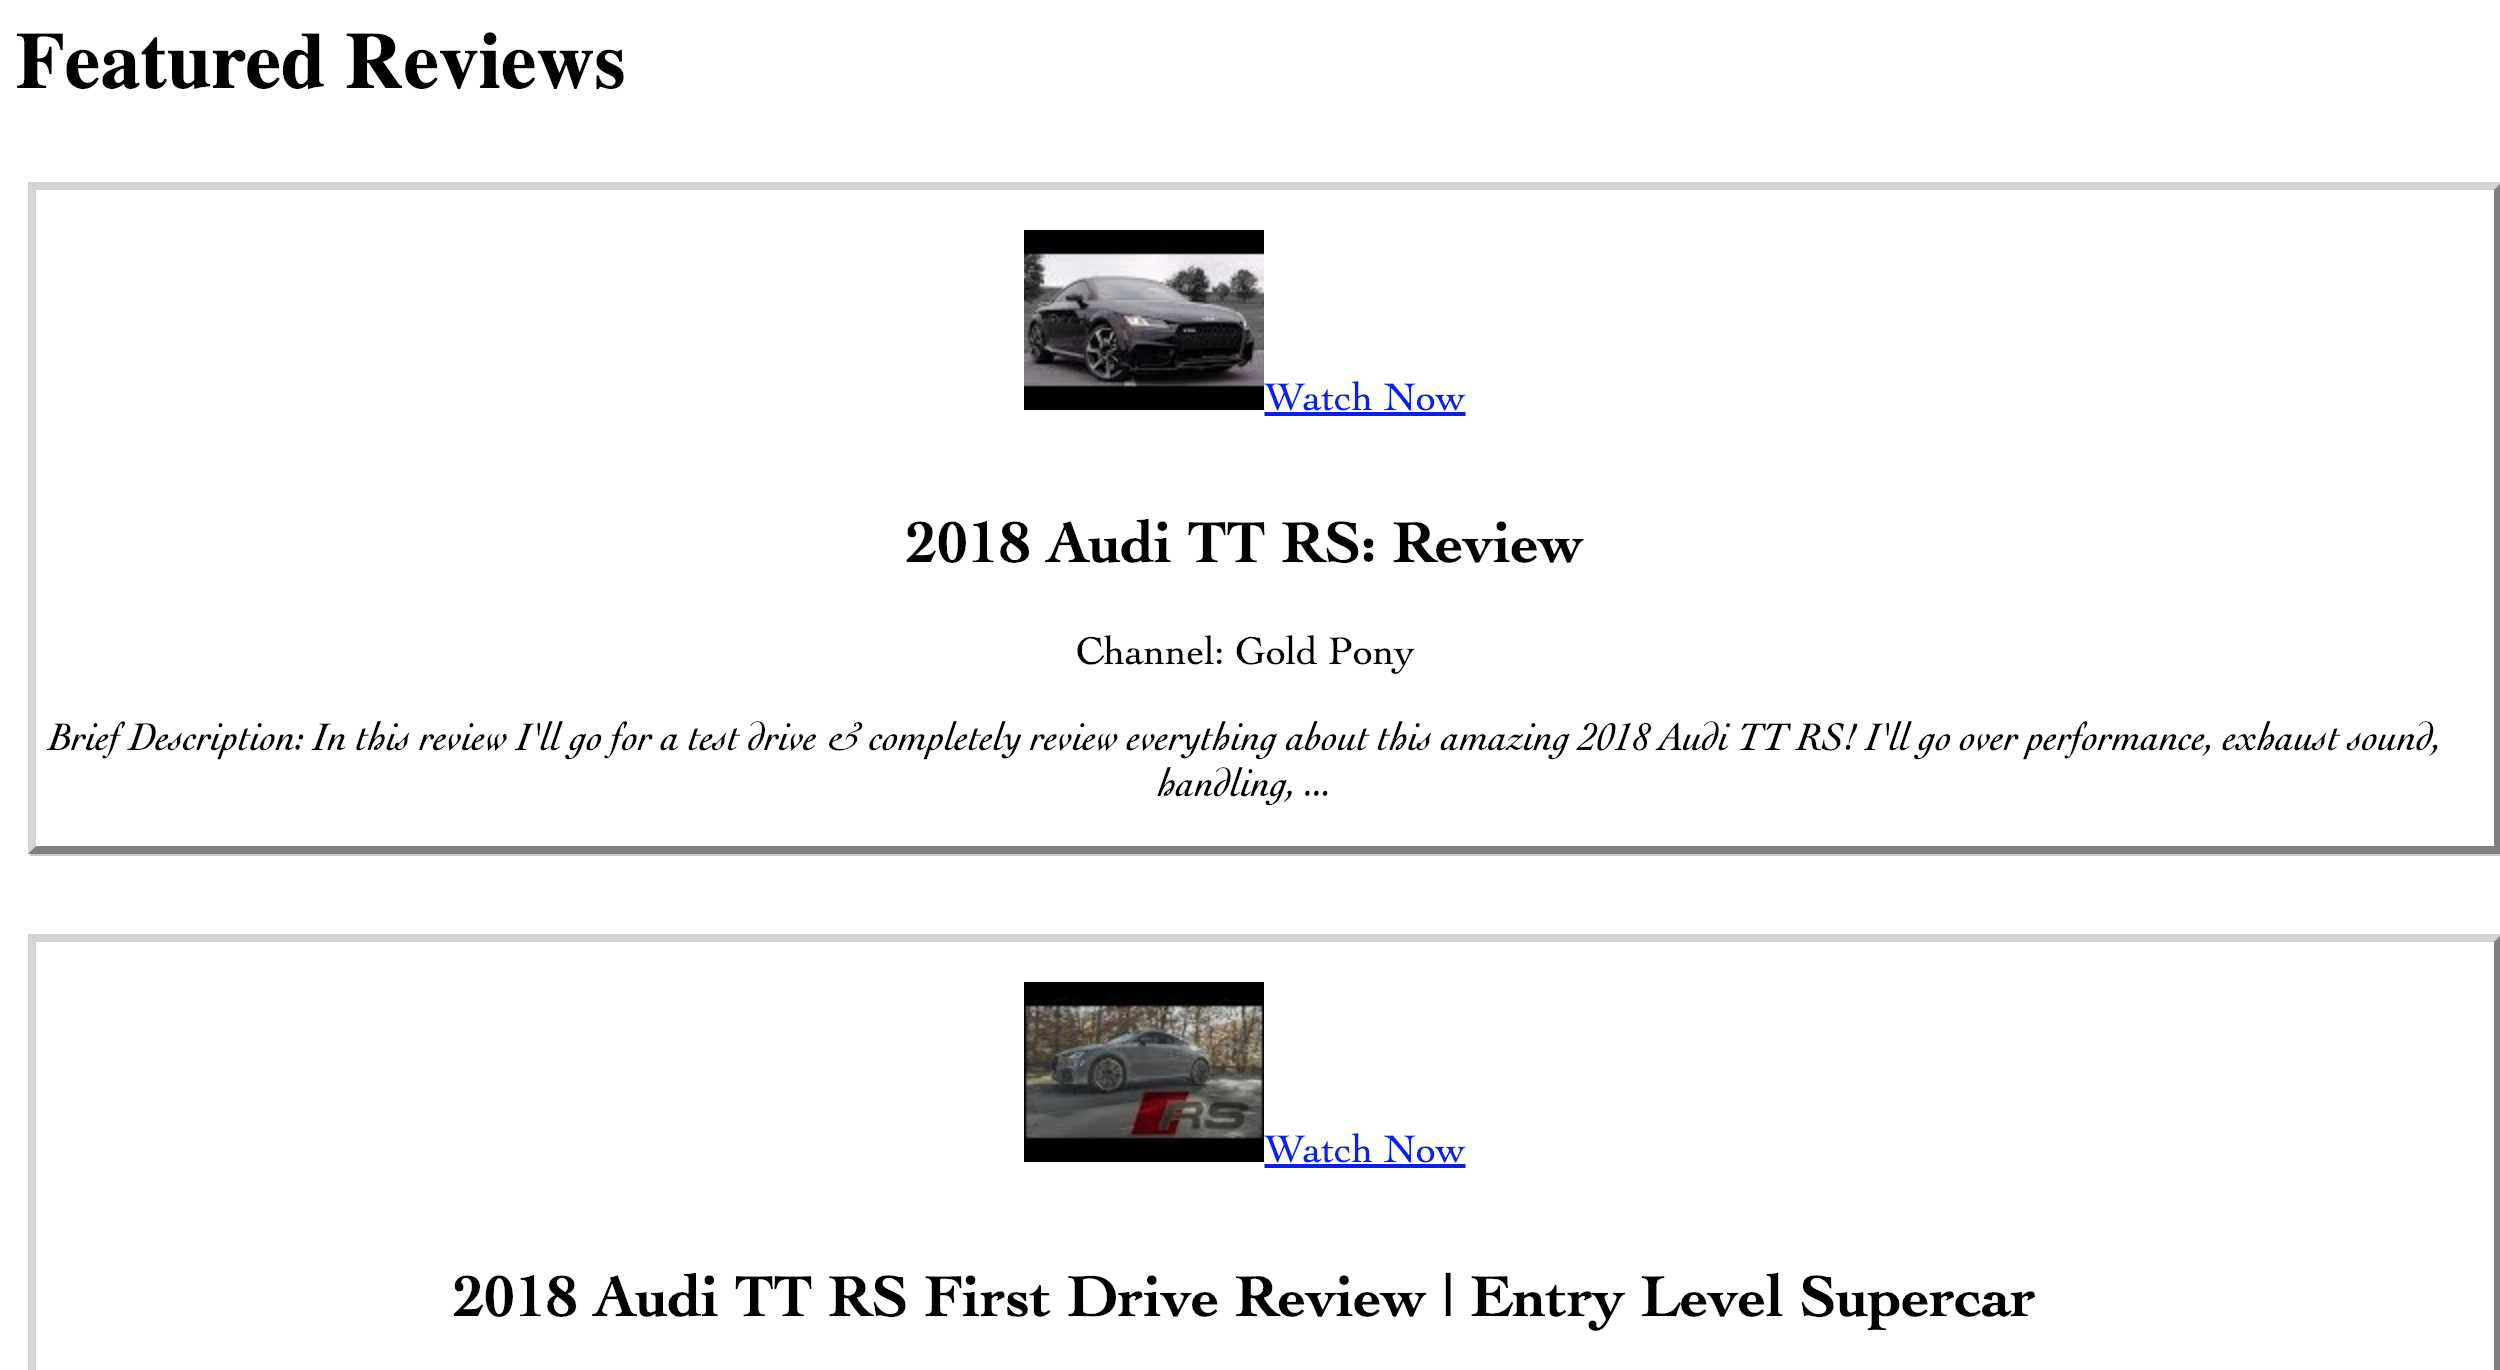 Featured Reviews
Watch Now
2018 Audi TT RS: Review
Channel: Gold Pony
Brief Description: In this review I'll go for a test drive & completely review everything about this amazing 2018 Audi TT RS! I'll go over performance, exhaust sound,
handling, ...
RS
Watch Now
2018 Audi TT RS First Drive Review | Entry Level Supercar